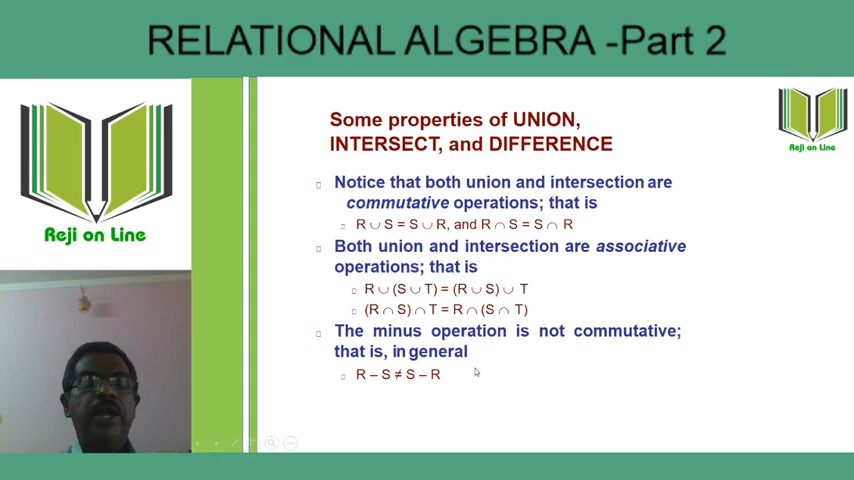 RELATIONAL ALGEBRA -Part 2
Reji on Line
Reji on Line
Some properties of UNION,
INTERSECT, and DIFFERENCE
Notice that both union and intersection are
commutative operations; that is
R ∪ S = S ∪ R, and R ∩ S = S ∩ R
Both union and intersection are associative
operations; that is
R ∪ (S ∪ T) = (R ∪ S) ∪ T
(R ∩ S) ∩ T = R ∩ (S ∩ T)
The minus operation is not commutative;
that is, in general
R – S ≠ S – R